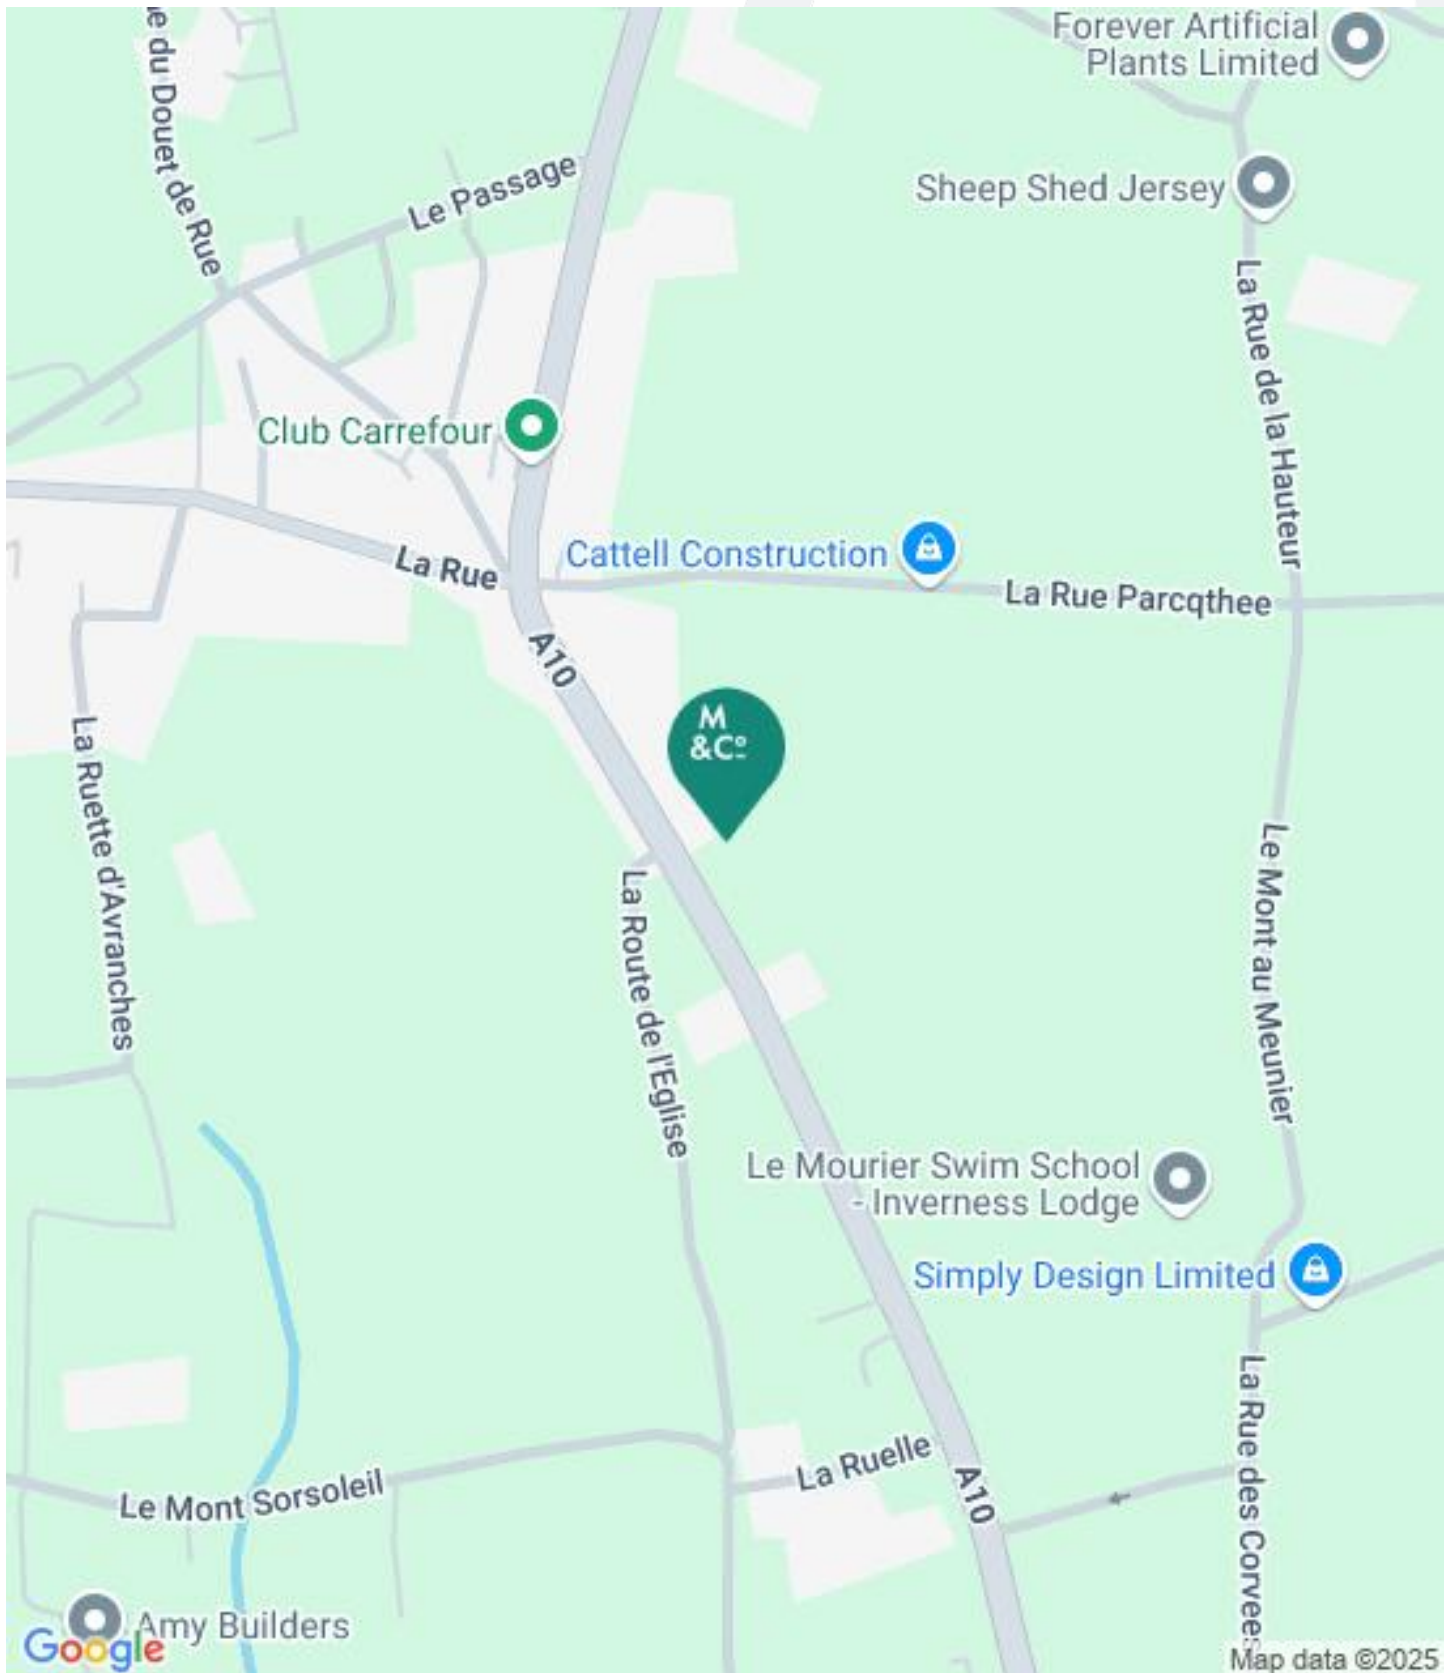 Forever Artificial
Plants Limited
e du Douet de Rue
Le Passage
Sheep Shed Jersey
La Rue de la Hauteur
Club Carrefour
La Rue
Cattell Construction
La Rue Parcqthee
A10
M
&Cº
La Ruette d'Avranches
La Route de l'Eglise
Le Mont au Meunier
Le Mourier Swim School
- Inverness Lodge
Simply Design Limited
La Rue des Corvees
La Ruelle
A10
Le Mont Sorsoleil
Amy Builders
Google
Map data ©2025